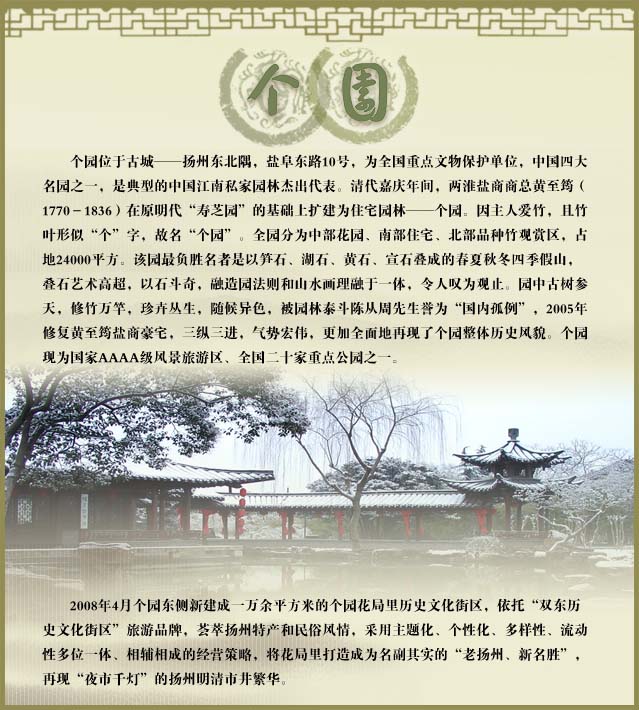 个园
个园位于古城——扬州东北隅，盐阜东路10号，为全国重点文物保护单位，中国四大
名园之一，是典型的中国江南私家园林杰出代表。清代嘉庆年间，两淮盐商商总黄至筠（
1770-1836）在原明代“寿芝园”的基础上扩建为住宅园林——个园。因主人爱竹，且竹
叶形似“个”字，故名“个园”。全园分为中部花园、南部住宅、北部品种竹观赏区，占
地24000平方。该园最负胜名者是以笋石、湖石、黄石、宣石叠成的春夏秋冬四季假山，
叠石艺术高超，以石斗奇，融造园法则和山水画理融于一体，令人叹为观止。园中古树参
天，修竹万竿，珍卉丛生，随候异色，被园林泰斗陈从周先生誉为“国内孤例”，2005年
修复黄至筠盐商豪宅，三纵三进，气势宏伟，更加全面地再现了个园整体历史风貌。个园
现为国家AAAA级风景旅游区、全国二十家重点公园之一。
2008年4月个园东侧新建成一万余平方米的个园花局里历史文化街区，依托“双东历
史文化街区”旅游品牌，荟萃扬州特产和民俗风情，采用主题化、个性化、多样性、流动
性多位一体、相辅相成的经营策略，将花局里打造成为名副其实的“老扬州、新名胜”，
再现“夜市千灯”的扬州明清市井繁华。